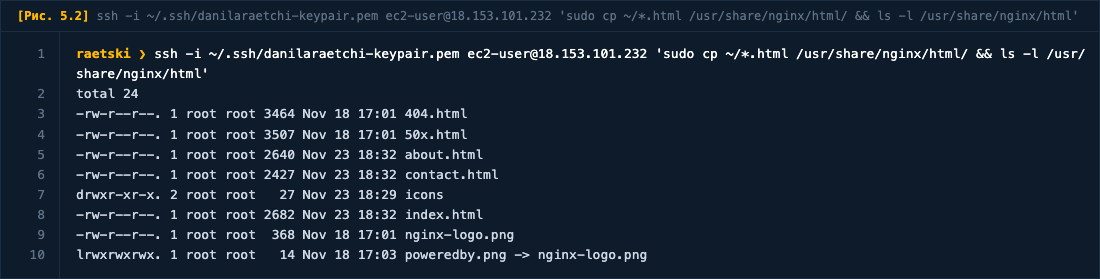 [Рис. 5.2] ssh -i ~/.ssh/danilaraetchi-keypair.pem ec2-user@18.153.101.232 'sudo cp ~/*.html /usr/share/nginx/html/ && ls -l /usr/share/nginx/html'
1 raetski ❯ ssh -i ~/.ssh/danilaraetchi-keypair.pem ec2-user@18.153.101.232 'sudo cp ~/*.html /usr/share/nginx/html/ && ls -l /usr/
share/nginx/html'
2 total 24
3 -rw-r--r--. 1 root root 3464 Nov 18 17:01 404.html
4 -rw-r--r--. 1 root root 3507 Nov 18 17:01 50x.html
5 -rw-r--r--. 1 root root 2640 Nov 23 18:32 about.html
6 -rw-r--r--. 1 root root 2427 Nov 23 18:32 contact.html
7 drwxr-xr-x. 2 root root   27 Nov 23 18:29 icons
8 -rw-r--r--. 1 root root 2682 Nov 23 18:32 index.html
9 -rw-r--r--. 1 root root  368 Nov 18 17:01 nginx-logo.png
10 lrwxrwxrwx. 1 root root   14 Nov 18 17:03 poweredby.png -> nginx-logo.png